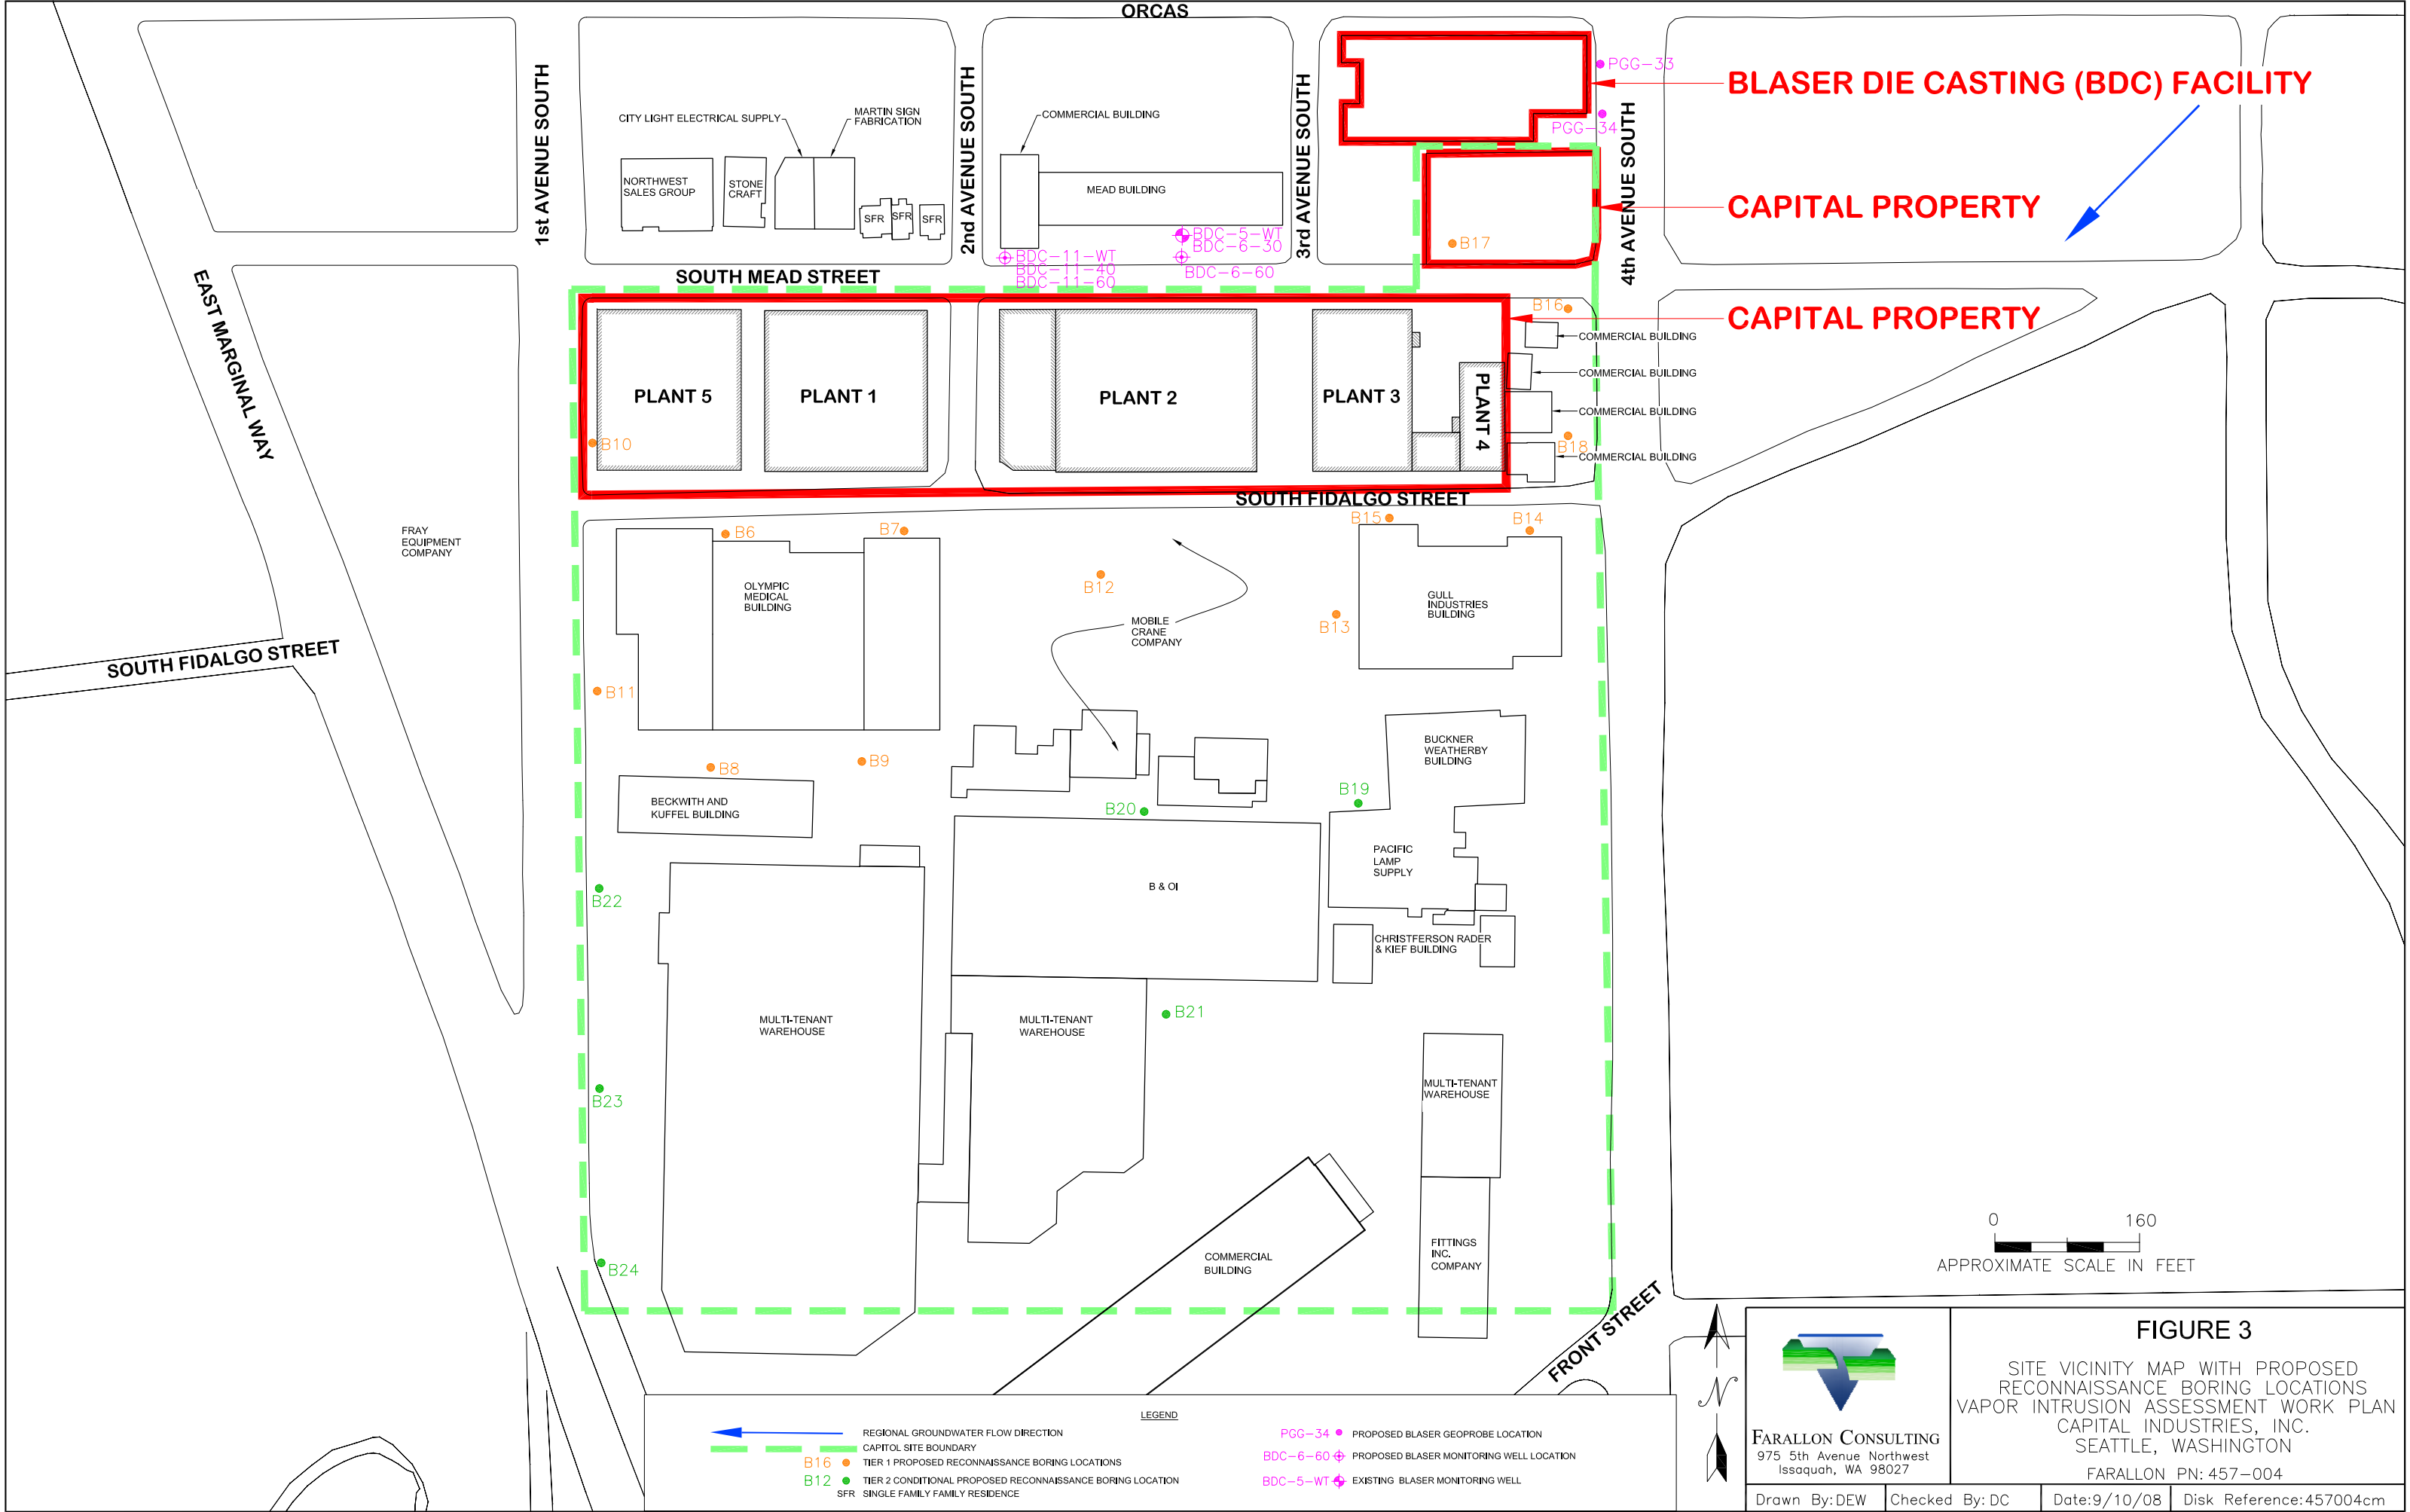 ORCAS
1st AVENUE SOUTH
2nd AVENUE SOUTH
3rd AVENUE SOUTH
4th AVENUE SOUTH
PGG-33
BLASER DIE CASTING (BDC) FACILITY
PGG-34
CITY LIGHT ELECTRICAL SUPPLY
MARTIN SIGN
FABRICATION
COMMERCIAL BUILDING
NORTHWEST
SALES GROUP
STONE
CRAFT
SFR
SFR
SFR
MEAD BUILDING
CAPITAL PROPERTY
B17
BDC-5-WT
BDC-6-30
BDC-6-60
BDC-11-WT
BDC-11-40
BDC-11-60
SOUTH MEAD STREET
EAST MARGINAL WAY
B16
CAPITAL PROPERTY
COMMERCIAL BUILDING
COMMERCIAL BUILDING
COMMERCIAL BUILDING
COMMERCIAL BUILDING
PLANT 5
PLANT 1
PLANT 2
PLANT 3
PLANT 4
B10
B18
SOUTH FIDALGO STREET
FRAY
EQUIPMENT
COMPANY
B6
B7
B15
B14
OLYMPIC
MEDICAL
BUILDING
B12
MOBILE
CRANE
COMPANY
B13
GULL
INDUSTRIES
BUILDING
SOUTH FIDALGO STREET
B11
B8
B9
BUCKNER
WEATHERBY
BUILDING
BECKWITH AND
KUFFEL BUILDING
B20
B19
PACIFIC
LAMP
SUPPLY
B & OI
B22
CHRISTFERSON RADER
& KIEF BUILDING
MULTI-TENANT
WAREHOUSE
MULTI-TENANT
WAREHOUSE
B21
B23
MULTI-TENANT
WAREHOUSE
B24
COMMERCIAL
BUILDING
FITTINGS
INC.
COMPANY
FRONT STREET
0 160
APPROXIMATE SCALE IN FEET
LEGEND
REGIONAL GROUNDWATER FLOW DIRECTION
CAPITOL SITE BOUNDARY
B16 TIER 1 PROPOSED RECONNAISSANCE BORING LOCATIONS
B12 TIER 2 CONDITIONAL PROPOSED RECONNAISSANCE BORING LOCATION
SFR SINGLE FAMILY FAMILY RESIDENCE
PGG-34 PROPOSED BLASER GEOPROBE LOCATION
BDC-6-60 PROPOSED BLASER MONITORING WELL LOCATION
BDC-5-WT EXISTING BLASER MONITORING WELL
N
FARALLON CONSULTING
975 5th Avenue Northwest
Issaquah, WA 98027
FIGURE 3
SITE VICINITY MAP WITH PROPOSED
RECONNAISSANCE BORING LOCATIONS
VAPOR INTRUSION ASSESSMENT WORK PLAN
CAPITAL INDUSTRIES, INC.
SEATTLE, WASHINGTON
FARALLON PN: 457-004
Drawn By: DEW
Checked By: DC
Date: 9/10/08
Disk Reference: 457004cm